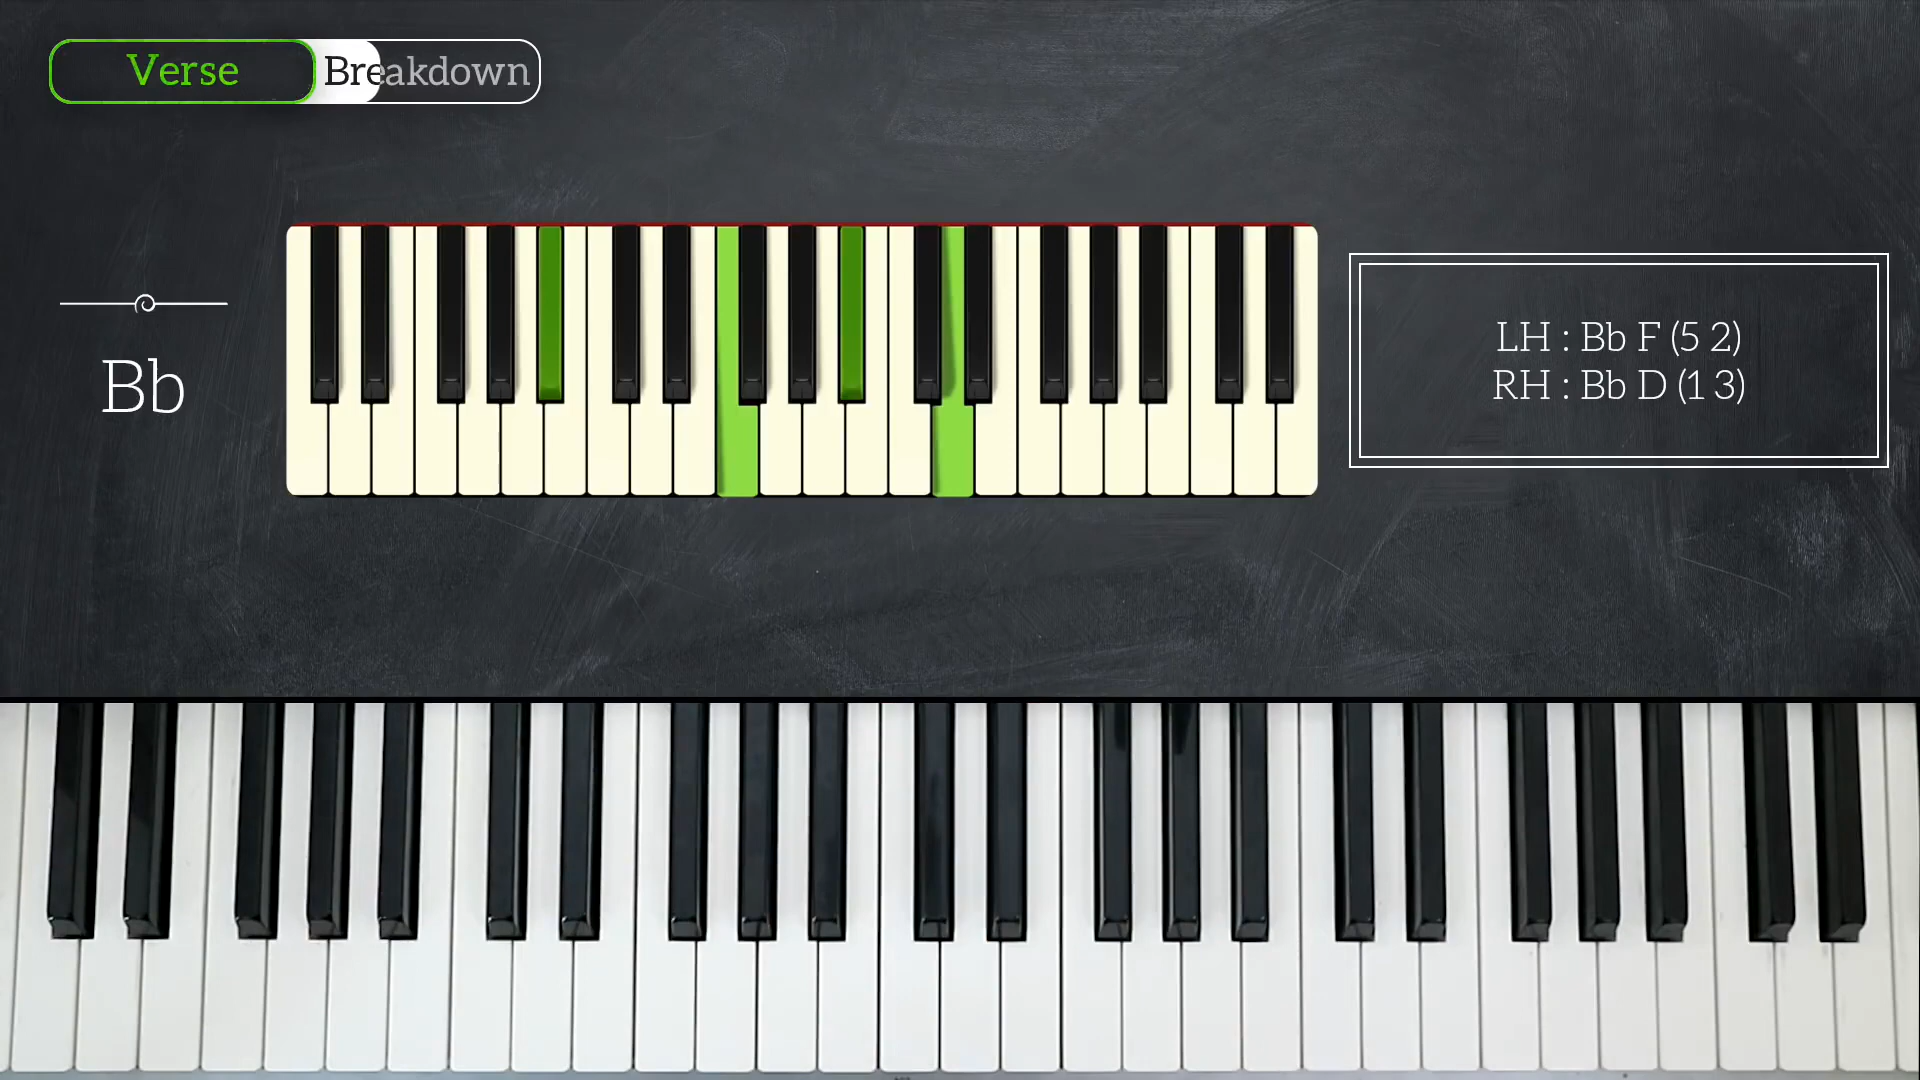 Verse Breakdown
Bb
LH : Bb F (5 2)
RH : Bb D (1 3)